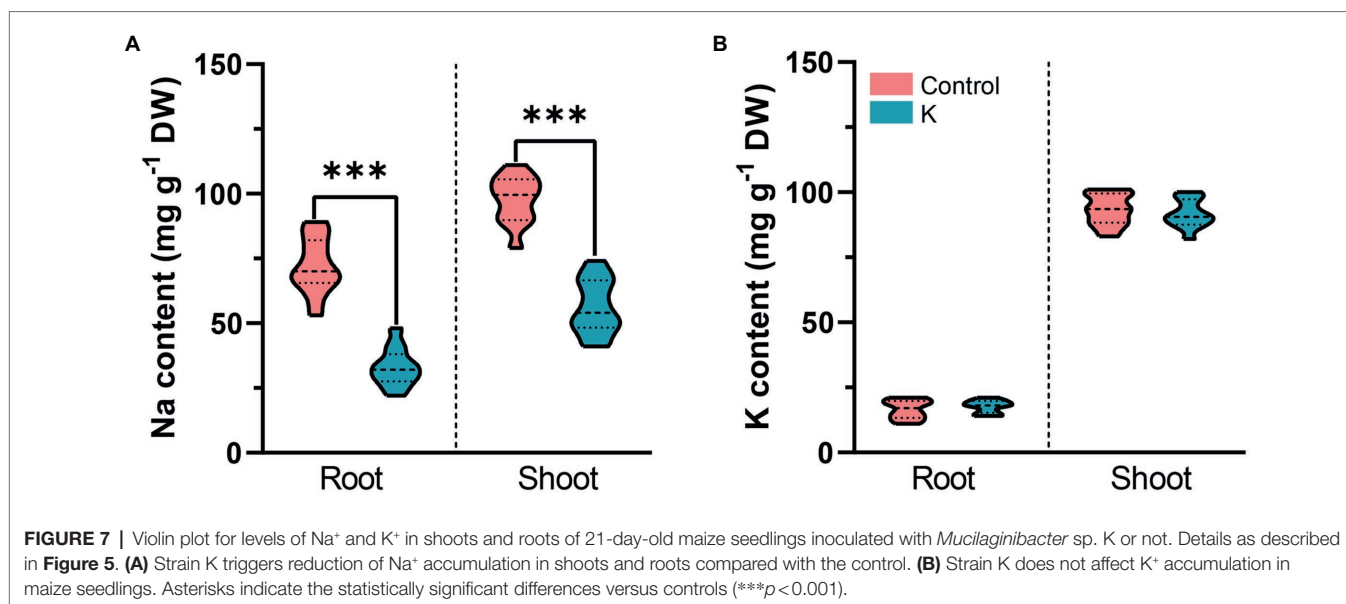 A
Na content (mg g⁻¹ DW)
150
100
50
0
***
***
Root
Shoot
B
K content (mg g⁻¹ DW)
150
100
50
0
Control
K
Root
Shoot
FIGURE 7 | Violin plot for levels of Na⁺ and K⁺ in shoots and roots of 21-day-old maize seedlings inoculated with Mucilaginibacter sp. K or not. Details as described
in Figure 5. (A) Strain K triggers reduction of Na⁺ accumulation in shoots and roots compared with the control. (B) Strain K does not affect K⁺ accumulation in
maize seedlings. Asterisks indicate the statistically significant differences versus controls (***p<0.001).